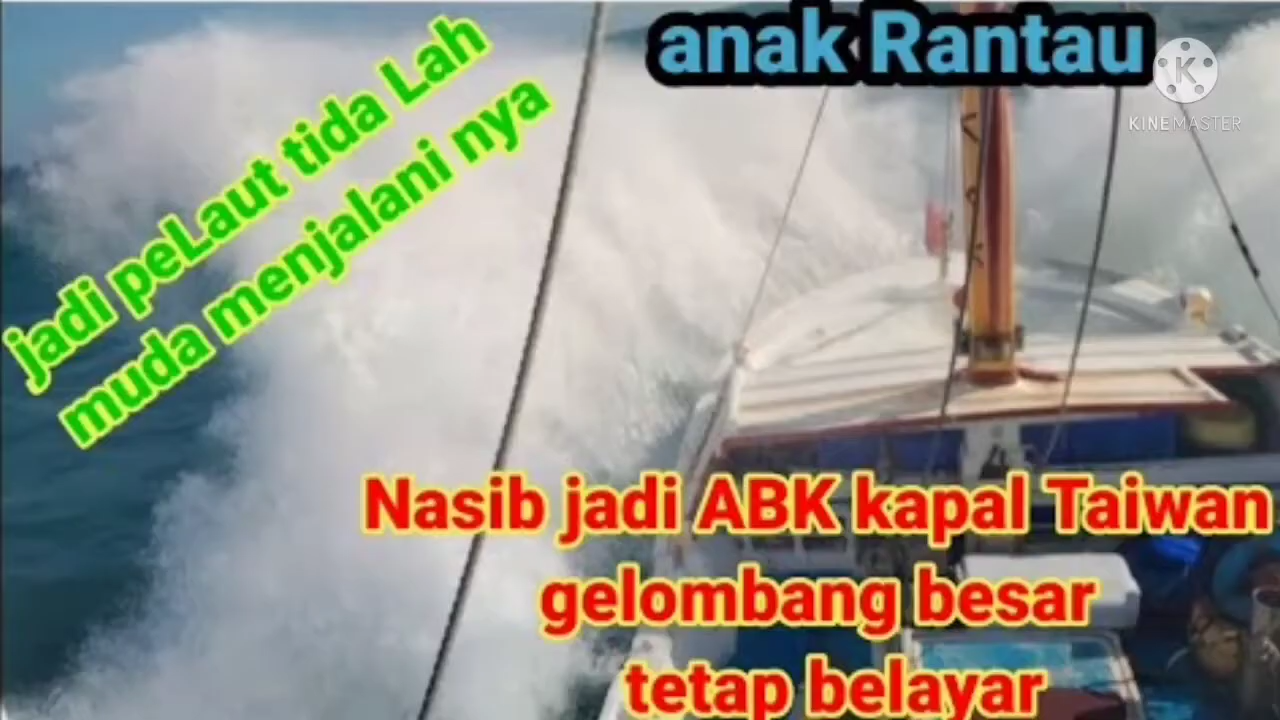 anak Rantau
K
KINEMASTER
jadi peLaut tida Lah
muda menjalani nya
Nasib jadi ABK kapal Taiwan
gelombang besar
tetap belayar